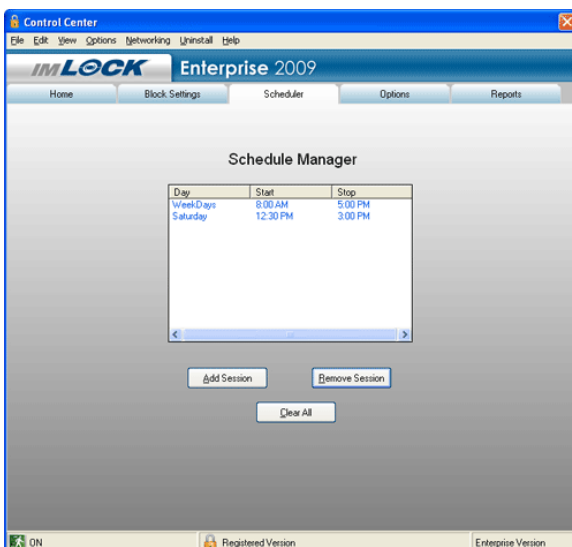 Control Center
File Edit View Options Networking Uninstall Help
IMLOCK Enterprise 2009
Home Block Settings Scheduler Options Reports
Schedule Manager
Day Start Stop
WeekDays 8:00 AM 5:00 PM
Saturday 12:30 PM 3:00 PM
Add Session Remove Session
Clear All
ON Registered Version Enterprise Version